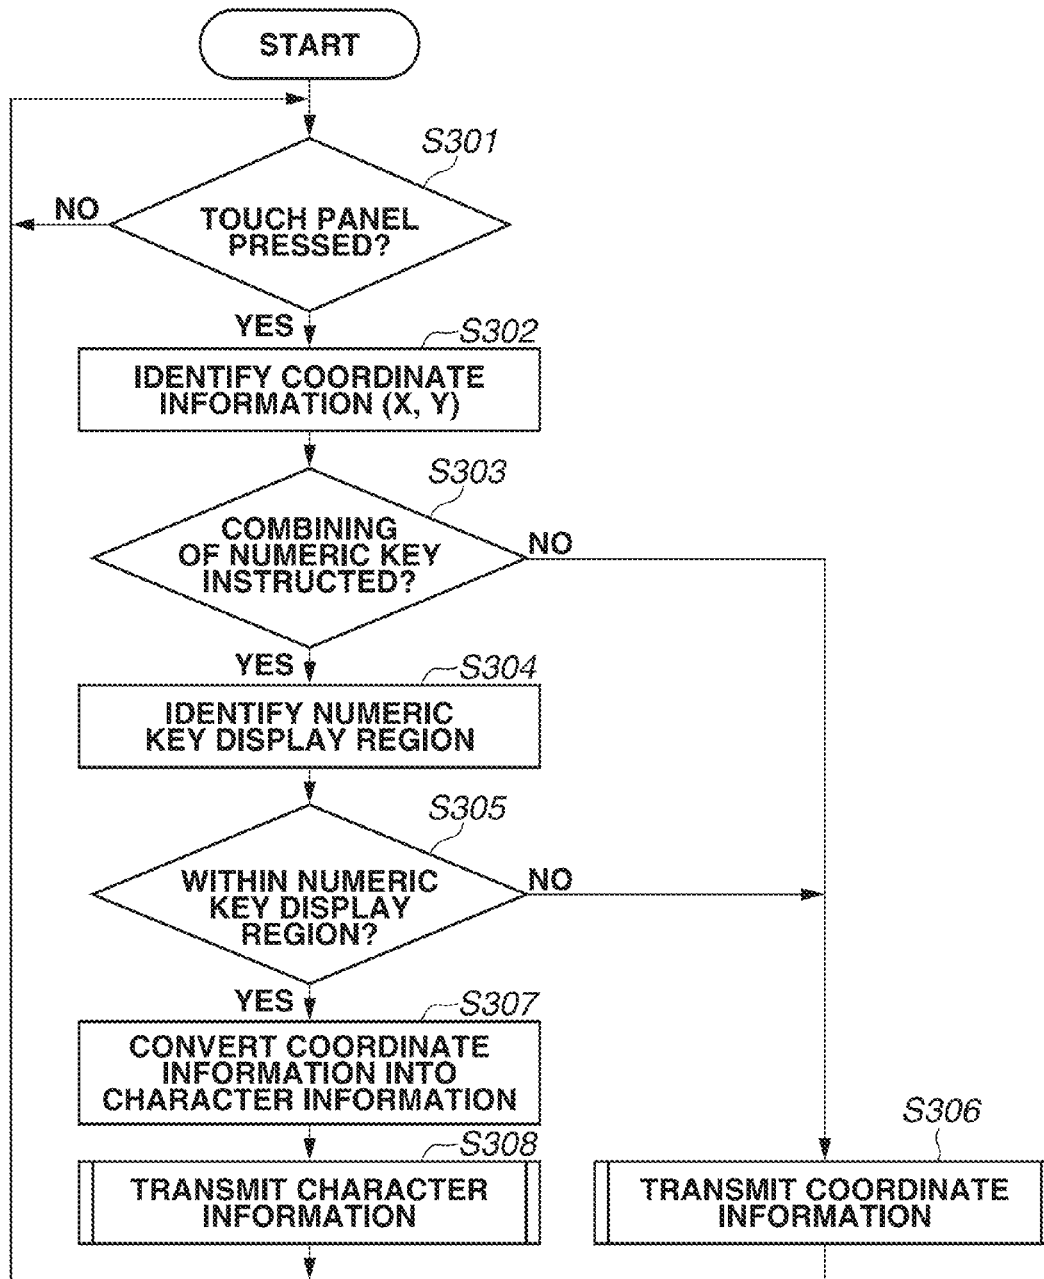 START
S301
NO
TOUCH PANEL
PRESSED?
YES
S302
IDENTIFY COORDINATE
INFORMATION (X, Y)
S303
COMBINING
OF NUMERIC KEY
INSTRUCTED?
NO
YES
S304
IDENTIFY NUMERIC
KEY DISPLAY REGION
S305
WITHIN NUMERIC
KEY DISPLAY
REGION?
NO
YES
S307
CONVERT COORDINATE
INFORMATION INTO
CHARACTER INFORMATION
S308
TRANSMIT CHARACTER
INFORMATION
S306
TRANSMIT COORDINATE
INFORMATION